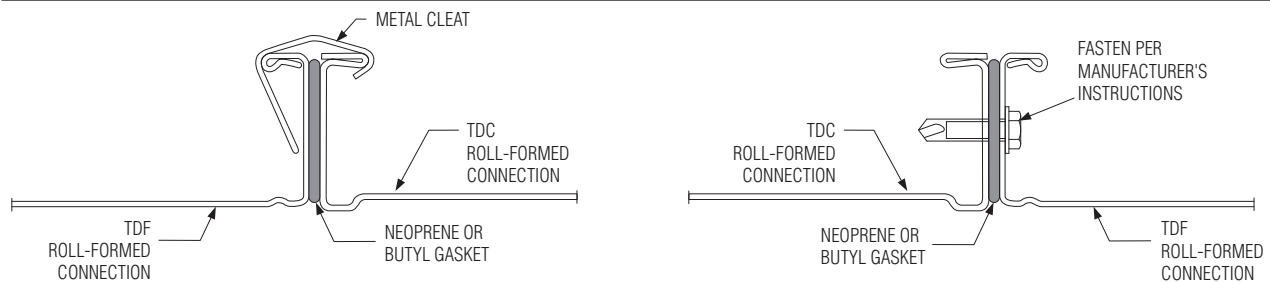 METAL CLEAT
TDC
ROLL-FORMED
CONNECTION
TDF
ROLL-FORMED
CONNECTION
NEOPRENE OR
BUTYL GASKET
FASTEN PER
MANUFACTURER'S
INSTRUCTIONS
TDC
ROLL-FORMED
CONNECTION
NEOPRENE OR
BUTYL GASKET
TDF
ROLL-FORMED
CONNECTION